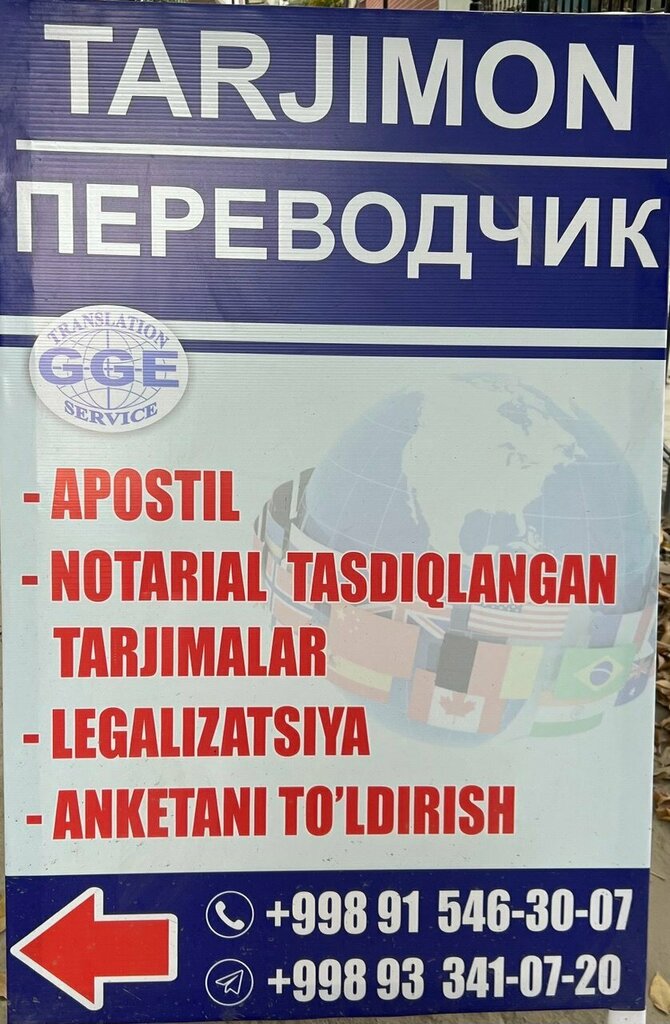 TARJIMON
ПЕРЕВОДЧИК
TRANSLATION
G-G-E
SERVICE
- APOSTIL
- NOTARIAL TASDIQLANGAN
TARJIMALAR
- LEGALIZATSIYA
- ANKETANI TO'LDIRISH
+998 91 546-30-07
+998 93 341-07-20